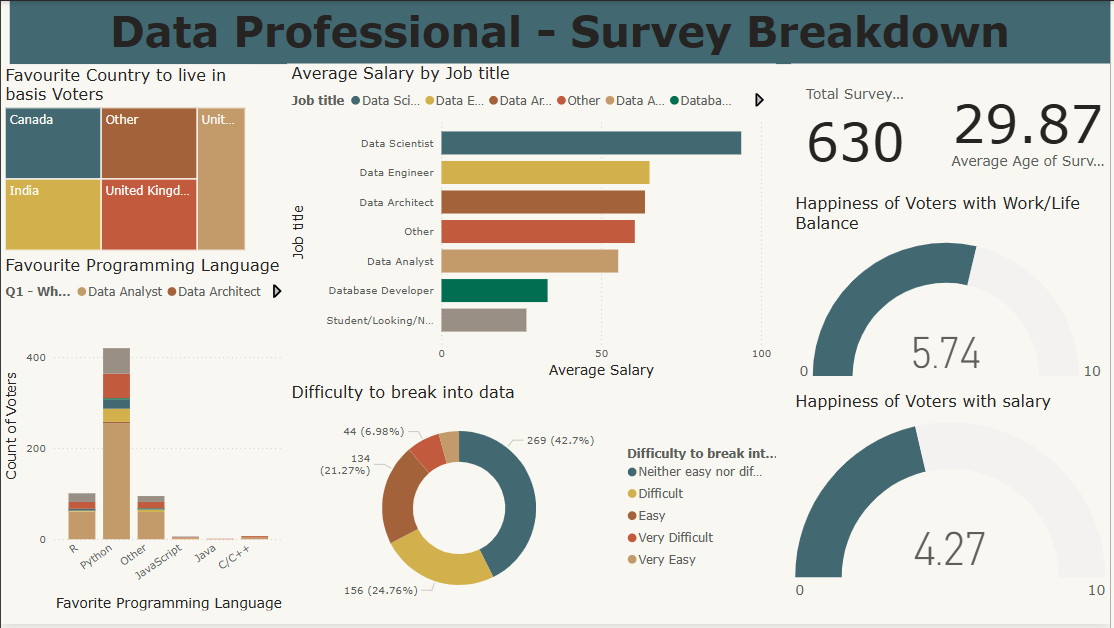 Data Professional - Survey Breakdown
Favourite Country to live in
basis Voters
Canada
Other
Unit...
India
United Kingd...
Favourite Programming Language
Q1 - Wh...
Data Analyst
Data Architect
Count of Voters
400
200
0
R
Python
Other
JavaScript
Java
C/C++
Favorite Programming Language
Average Salary by Job title
Job title
Data Sci...
Data E...
Data Ar...
Other
Data A...
Databa...
Job title
Data Scientist
Data Engineer
Data Architect
Other
Data Analyst
Database Developer
Student/Looking/N...
0
50
100
Average Salary
Difficulty to break into data
44 (6.98%)
134
(21.27%)
269 (42.7%)
156 (24.76%)
Difficulty to break int...
Neither easy nor dif...
Difficult
Easy
Very Difficult
Very Easy
Total Survey...
630
29.87
Average Age of Surv...
Happiness of Voters with Work/Life
Balance
5.74
0
10
Happiness of Voters with salary
4.27
0
10